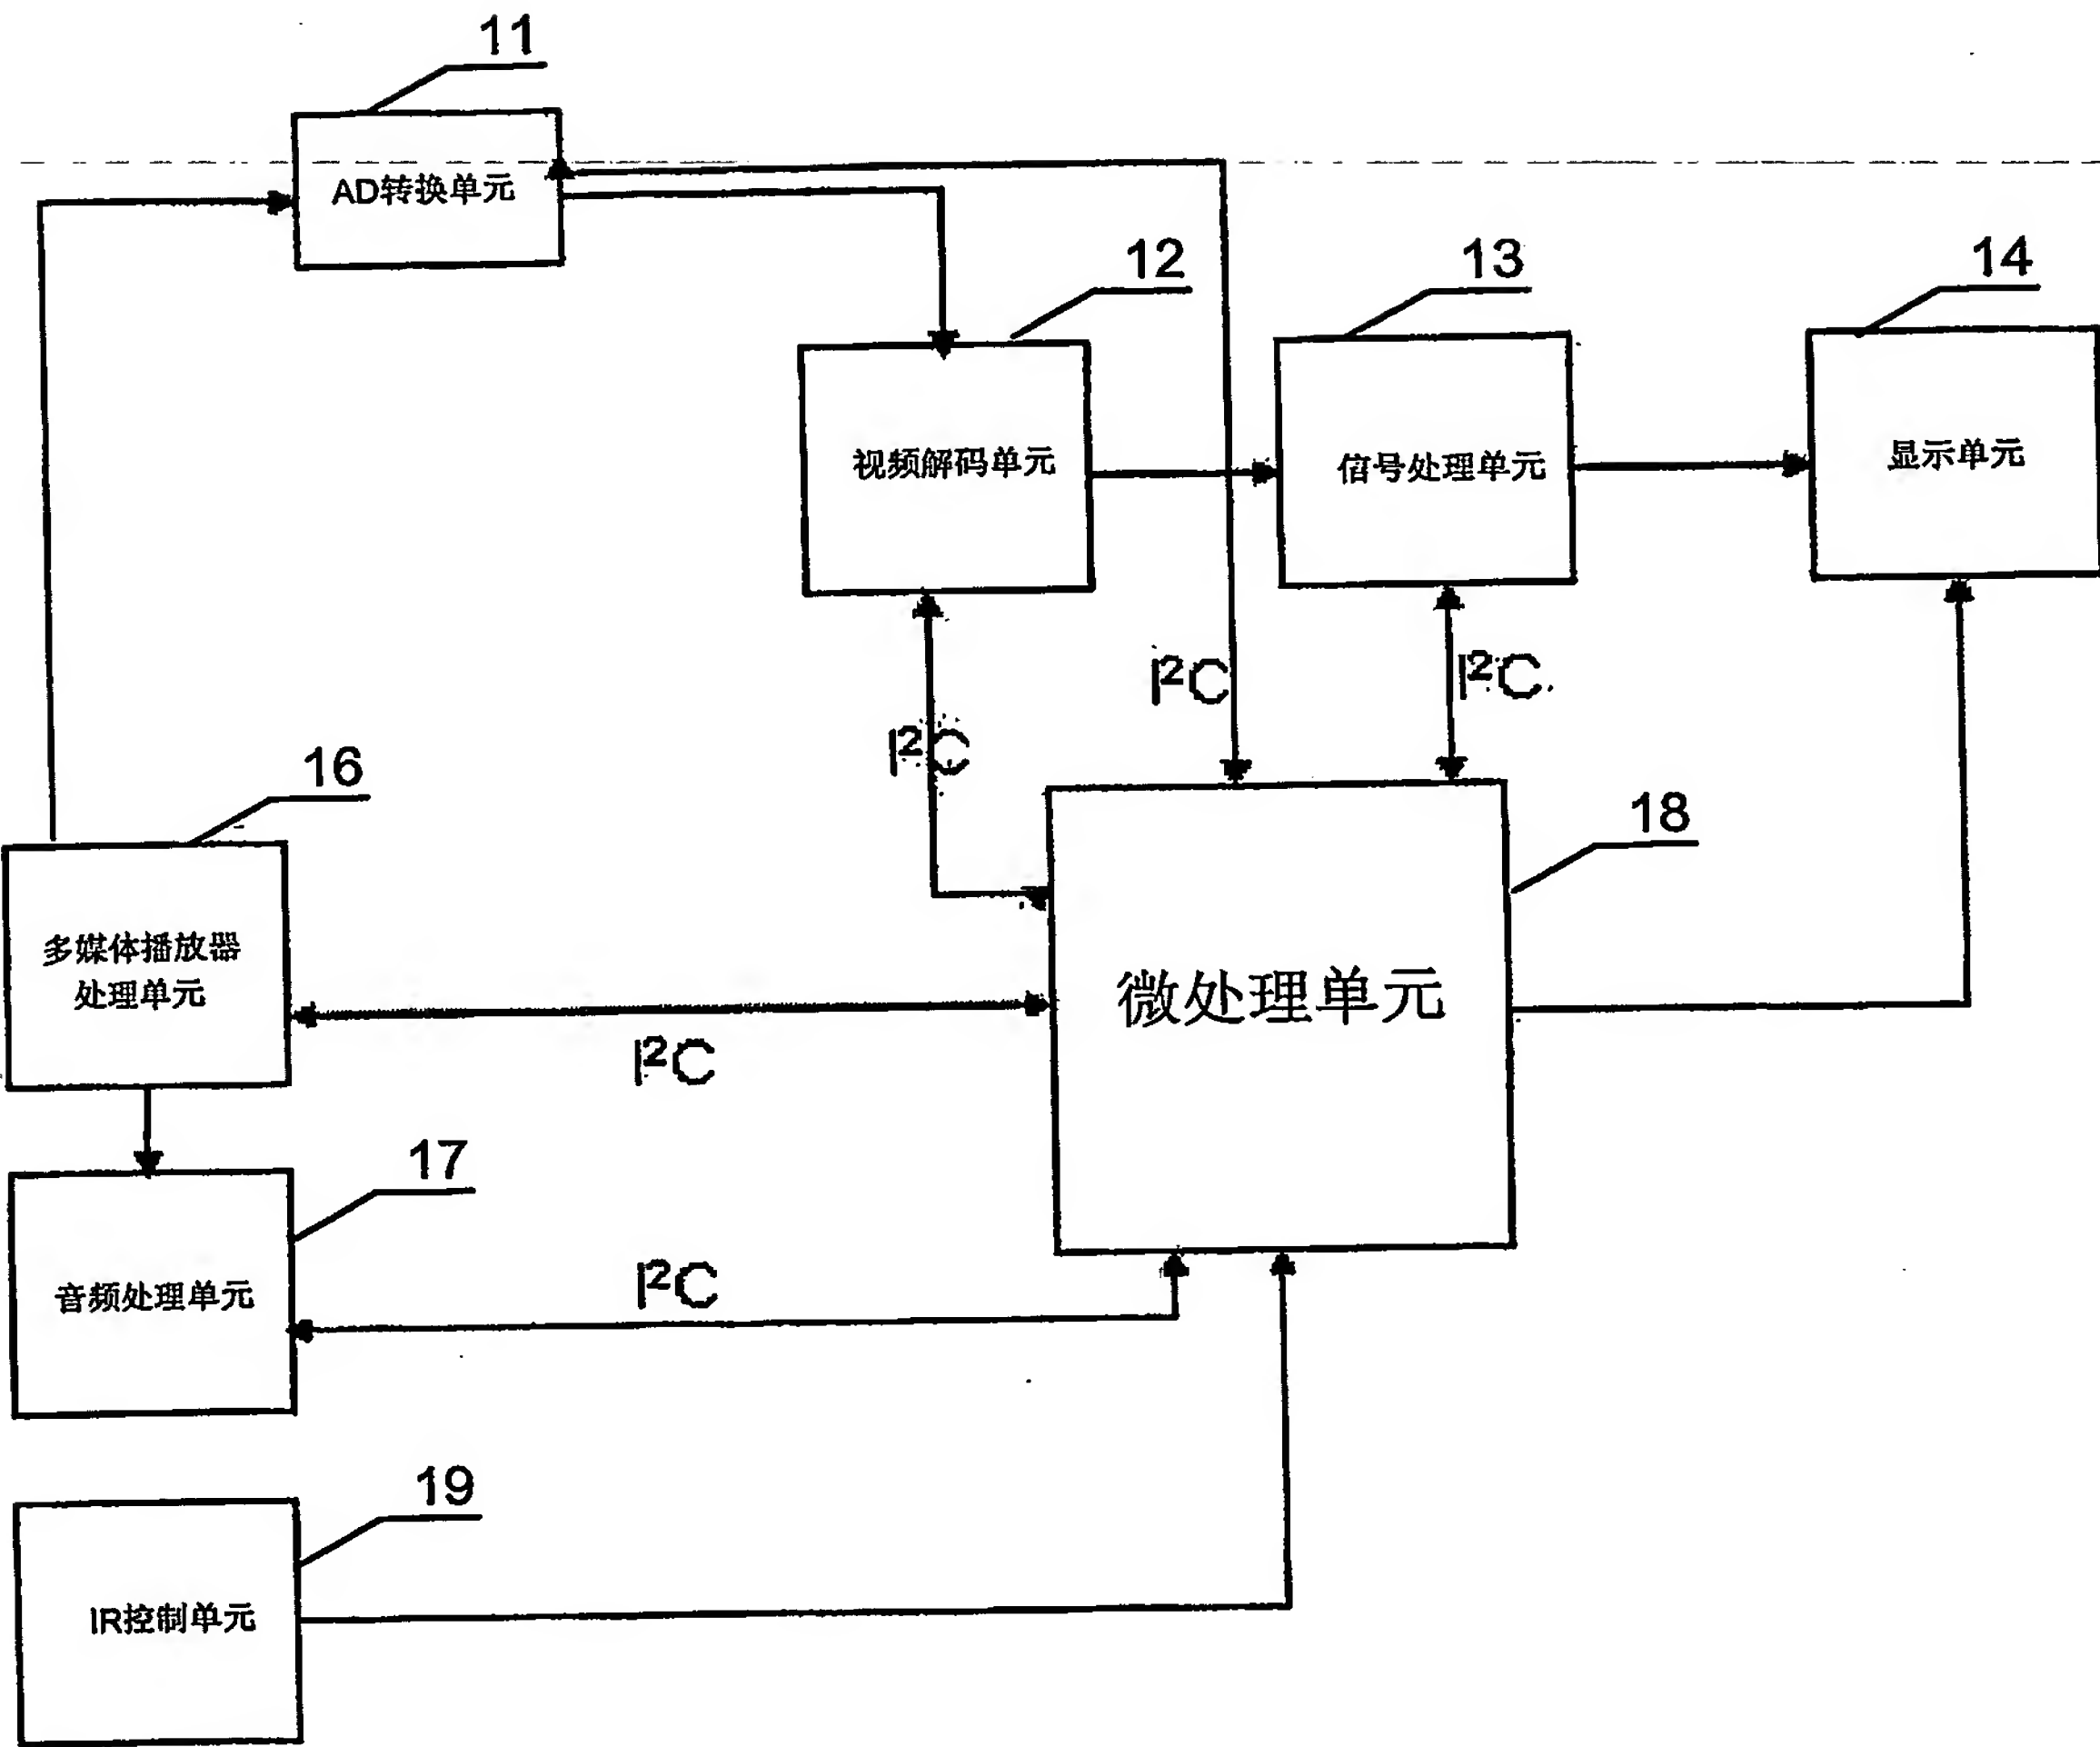 11
AD转换单元
12
13
14
视频解码单元
信号处理单元
显示单元
I²C
I²C
I²C
16
18
多媒体播放器
处理单元
微处理单元
I²C
17
音频处理单元
I²C
19
IR控制单元